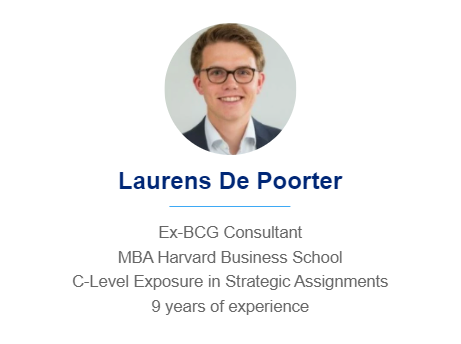 Laurens De Poorter
Ex-BCG Consultant
MBA Harvard Business School
C-Level Exposure in Strategic Assignments
9 years of experience